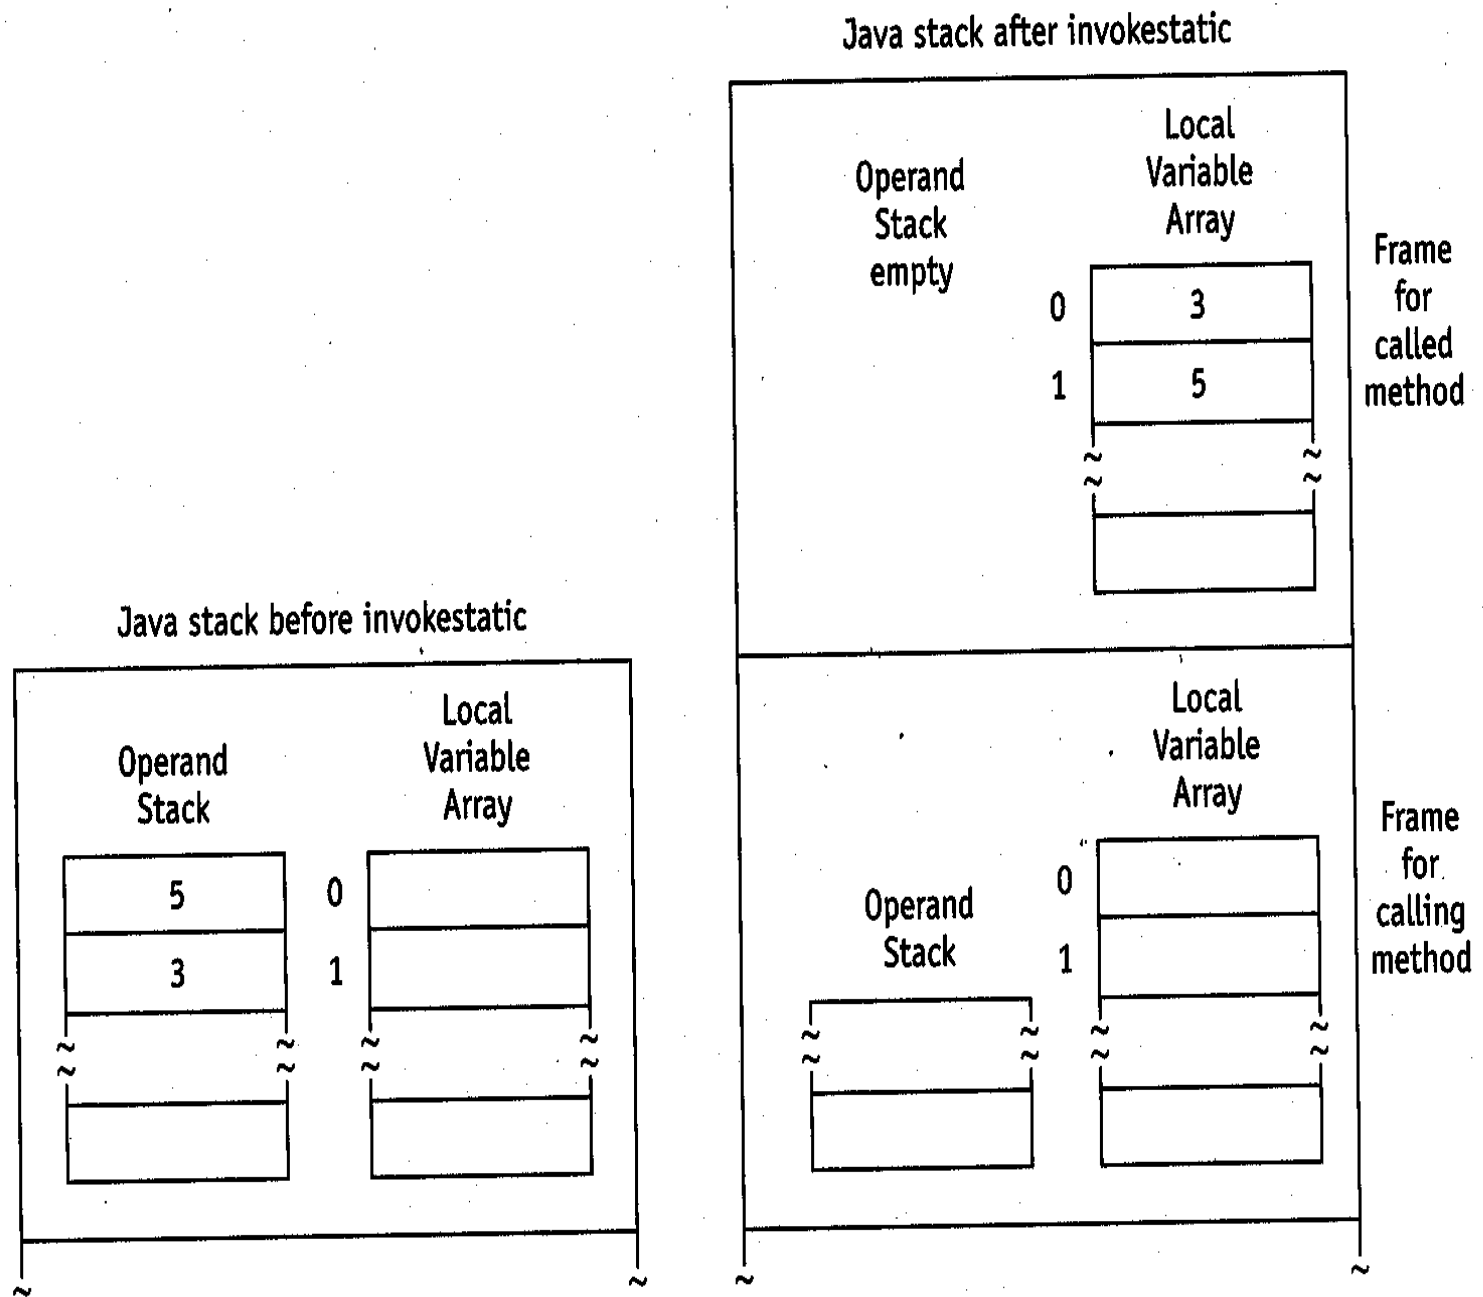 Java stack after invokestatic
Operand
Stack
empty
Local
Variable
Array
0
3
1
5
Frame
for
called
method
Java stack before invokestatic
Operand
Stack
5
3
Local
Variable
Array
0
1
Operand
Stack
Local
Variable
Array
0
1
Frame
for
calling
method